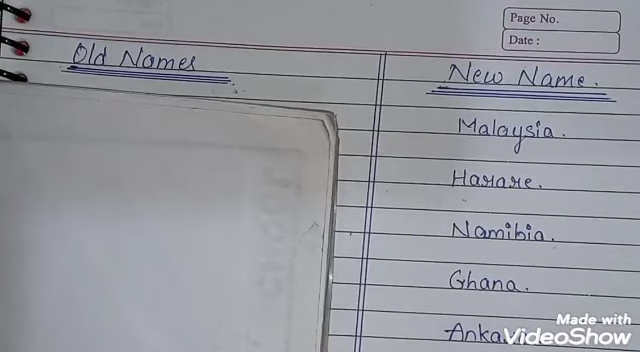 Page No.
Date :
Old Names
New Name.
Malaysia.
Harare.
Namibia.
Ghana.
Made with
VideoShow